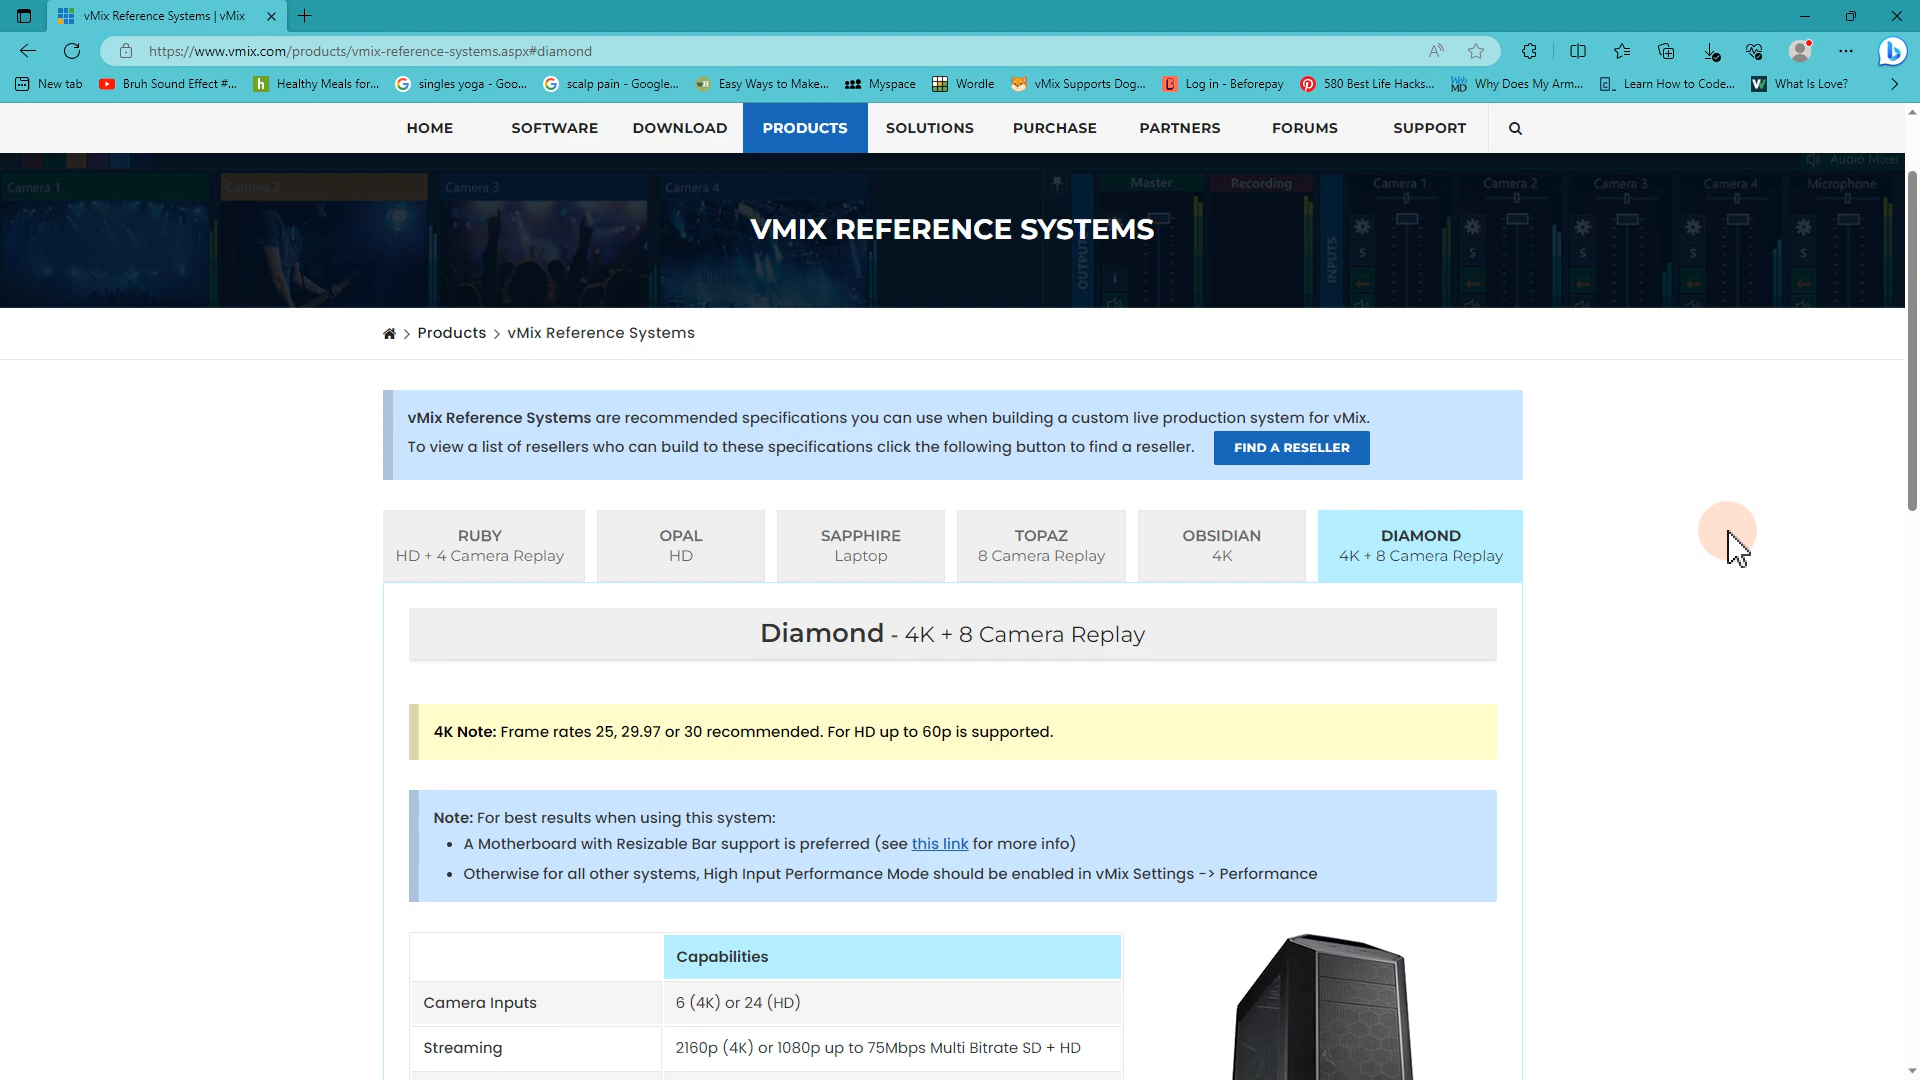 vMix Reference Systems | vMix
https://www.vmix.com/products/vmix-reference-systems.aspx#diamond
New tab
Bruh Sound Effect #...
Healthy Meals for...
singles yoga - Goo...
scalp pain - Google...
Easy Ways to Make...
Myspace
Wordle
vMix Supports Dog...
Log in - Beforepay
580 Best Life Hacks...
Why Does My Arm...
Learn How to Code...
What Is Love?
HOME
SOFTWARE
DOWNLOAD
PRODUCTS
SOLUTIONS
PURCHASE
PARTNERS
FORUMS
SUPPORT
Audio Mixer
Camera 1
Camera 2
Camera 3
Camera 4
Master
Recording
Camera 1
Camera 2
Camera 3
Camera 4
Microphone
OUTPUTS
INPUTS
S
S
S
S
S
VMIX REFERENCE SYSTEMS
> Products > vMix Reference Systems
vMix Reference Systems are recommended specifications you can use when building a custom live production system for vMix.
To view a list of resellers who can build to these specifications click the following button to find a reseller.
FIND A RESELLER
RUBY
HD + 4 Camera Replay
OPAL
HD
SAPPHIRE
Laptop
TOPAZ
8 Camera Replay
OBSIDIAN
4K
DIAMOND
4K + 8 Camera Replay
Diamond - 4K + 8 Camera Replay
4K Note: Frame rates 25, 29.97 or 30 recommended. For HD up to 60p is supported.
Note: For best results when using this system:
• A Motherboard with Resizable Bar support is preferred (see this link for more info)
• Otherwise for all other systems, High Input Performance Mode should be enabled in vMix Settings -> Performance
Capabilities
Camera Inputs
6 (4K) or 24 (HD)
Streaming
2160p (4K) or 1080p up to 75Mbps Multi Bitrate SD + HD